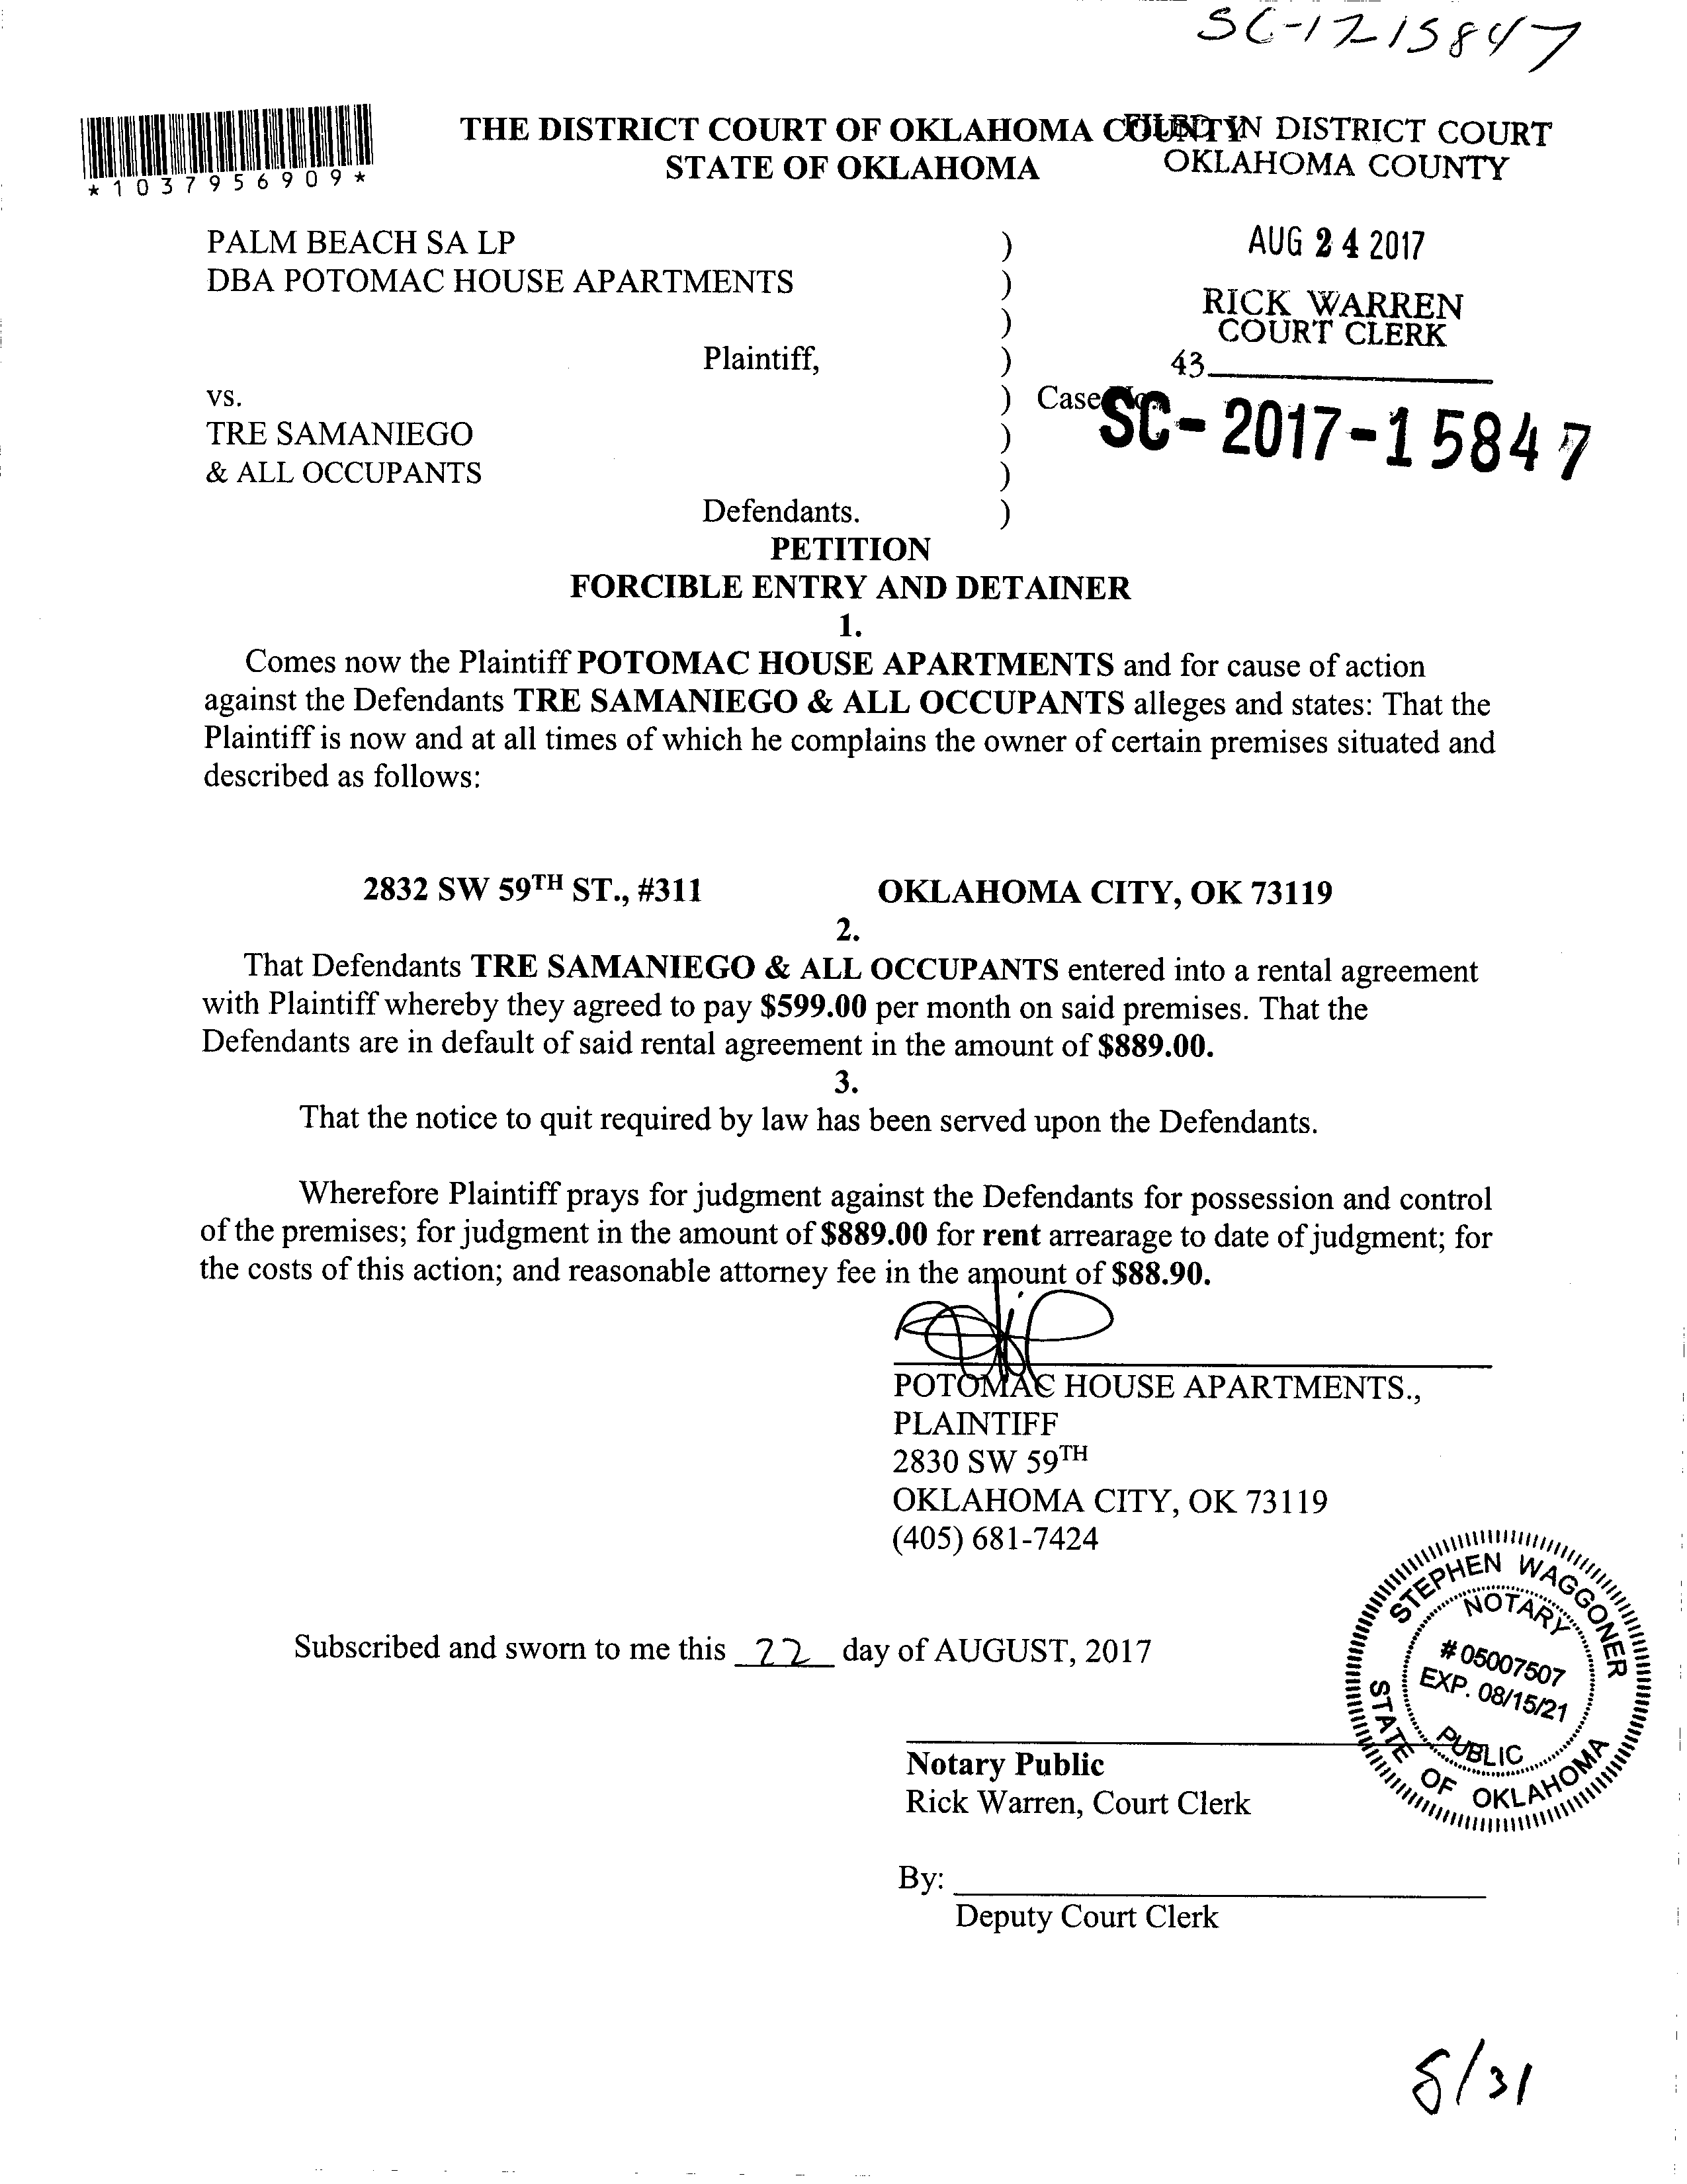 SC-1715847
*1037956909*
THE DISTRICT COURT OF OKLAHOMA COUNTY
STATE OF OKLAHOMA
FILED IN DISTRICT COURT
OKLAHOMA COUNTY
AUG 24 2017
RICK WARREN
COURT CLERK
43
PALM BEACH SA LP )
DBA POTOMAC HOUSE APARTMENTS )
)
Plaintiff, )
vs. ) Case No.
SC-2017-15847
TRE SAMANIEGO )
& ALL OCCUPANTS )
Defendants. )
PETITION
FORCIBLE ENTRY AND DETAINER
1.
Comes now the Plaintiff POTOMAC HOUSE APARTMENTS and for cause of action
against the Defendants TRE SAMANIEGO & ALL OCCUPANTS alleges and states: That the
Plaintiff is now and at all times of which he complains the owner of certain premises situated and
described as follows:
2832 SW 59TH ST., #311 OKLAHOMA CITY, OK 73119
2.
That Defendants TRE SAMANIEGO & ALL OCCUPANTS entered into a rental agreement
with Plaintiff whereby they agreed to pay $599.00 per month on said premises. That the
Defendants are in default of said rental agreement in the amount of $889.00.
3.
That the notice to quit required by law has been served upon the Defendants.
Wherefore Plaintiff prays for judgment against the Defendants for possession and control
of the premises; for judgment in the amount of $889.00 for rent arrearage to date of judgment; for
the costs of this action; and reasonable attorney fee in the amount of $88.90.
POTOMAC HOUSE APARTMENTS.,
PLAINTIFF
2830 SW 59TH
OKLAHOMA CITY, OK 73119
(405) 681-7424
Subscribed and sworn to me this 22 day of AUGUST, 2017
STEPHEN WAGGONER
NOTARY
# 05007507
EXP. 08/15/21
PUBLIC
STATE OF OKLAHOMA
Notary Public
Rick Warren, Court Clerk
By:
Deputy Court Clerk
8/31